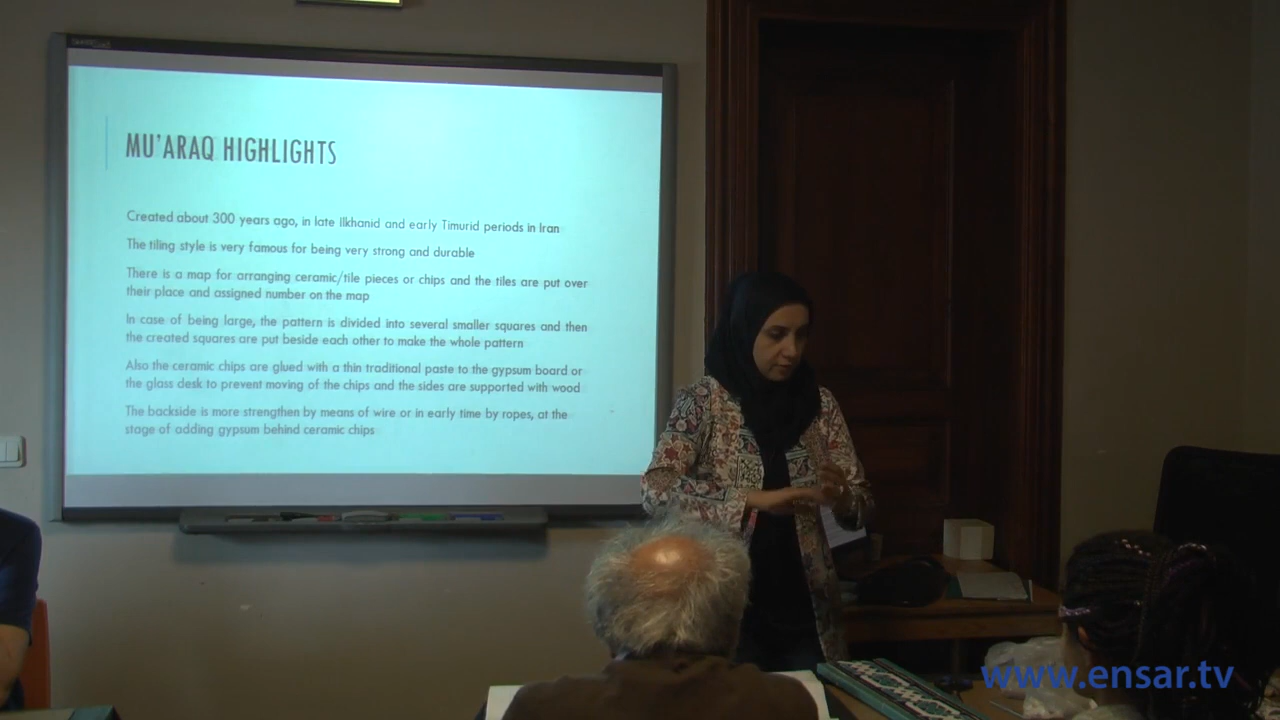 MU'ARAQ HIGHLIGHTS
Created about 300 years ago, in late Ilkhanid and early Timurid periods in Iran
The tiling style is very famous for being very strong and durable
There is a map for arranging ceramic/tile pieces or chips and the tiles are put over
their place and assigned number on the map
In case of being large, the pattern is divided into several smaller squares and then
the created squares are put beside each other to make the whole pattern
Also the ceramic chips are glued with a thin traditional paste to the gypsum board or
the glass desk to prevent moving of the chips and the sides are supported with wood
The backside is more strengthen by means of wire or in early time by ropes, at the
stage of adding gypsum behind ceramic chips
www.ensar.tv